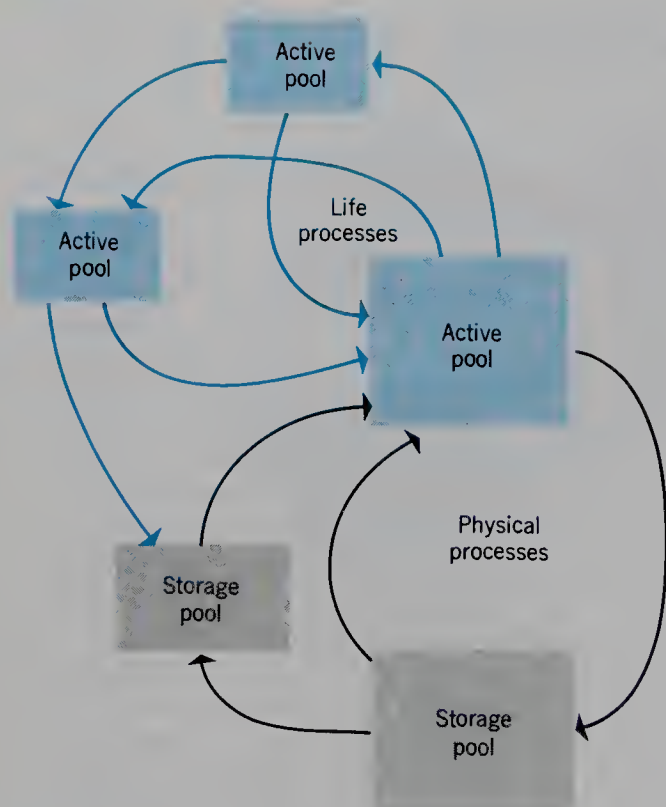 Active
pool
Active
pool
Life
processes
Active
pool
Physical
processes
Storage
pool
Storage
pool